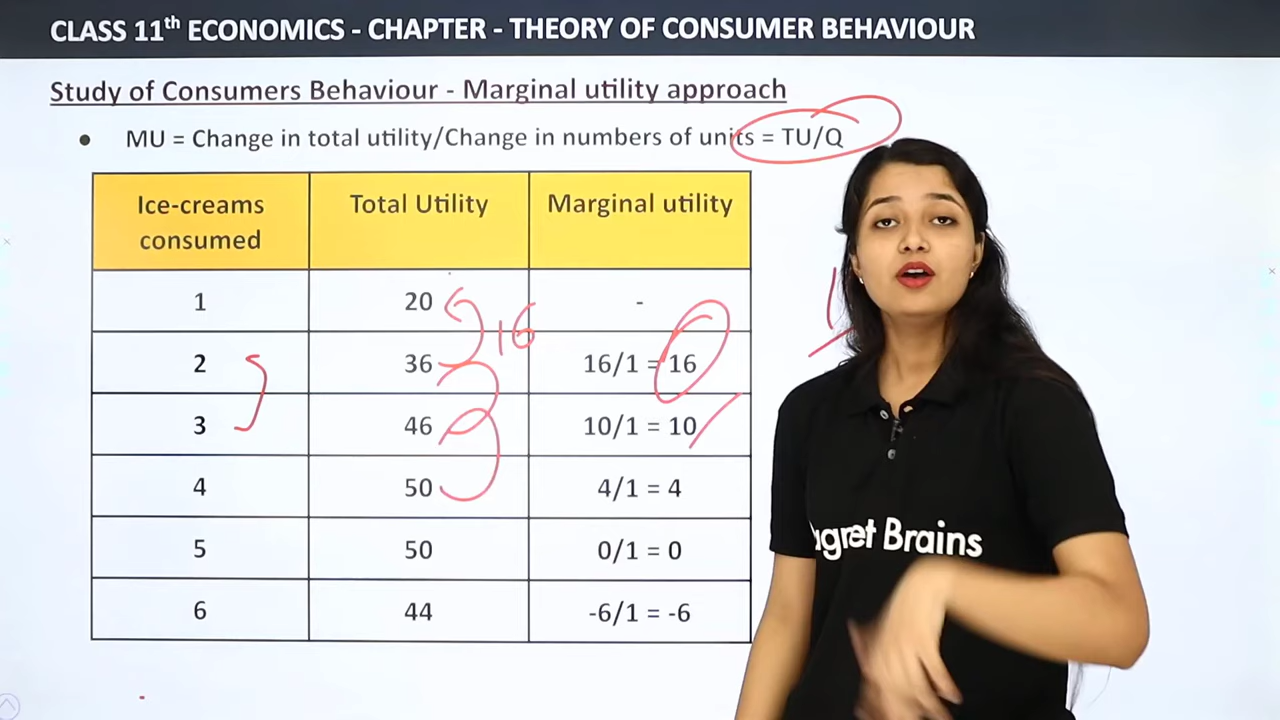 CLASS 11th ECONOMICS - CHAPTER - THEORY OF CONSUMER BEHAVIOUR
Study of Consumers Behaviour - Marginal utility approach
• MU = Change in total utility/Change in numbers of units = TU/Q
Ice-creams consumed Total Utility Marginal utility
1 20 -
16
2 36 16/1 = 16
3 46 10/1 = 10
4 50 4/1 = 4
5 50 0/1 = 0
6 44 -6/1 = -6
Brains